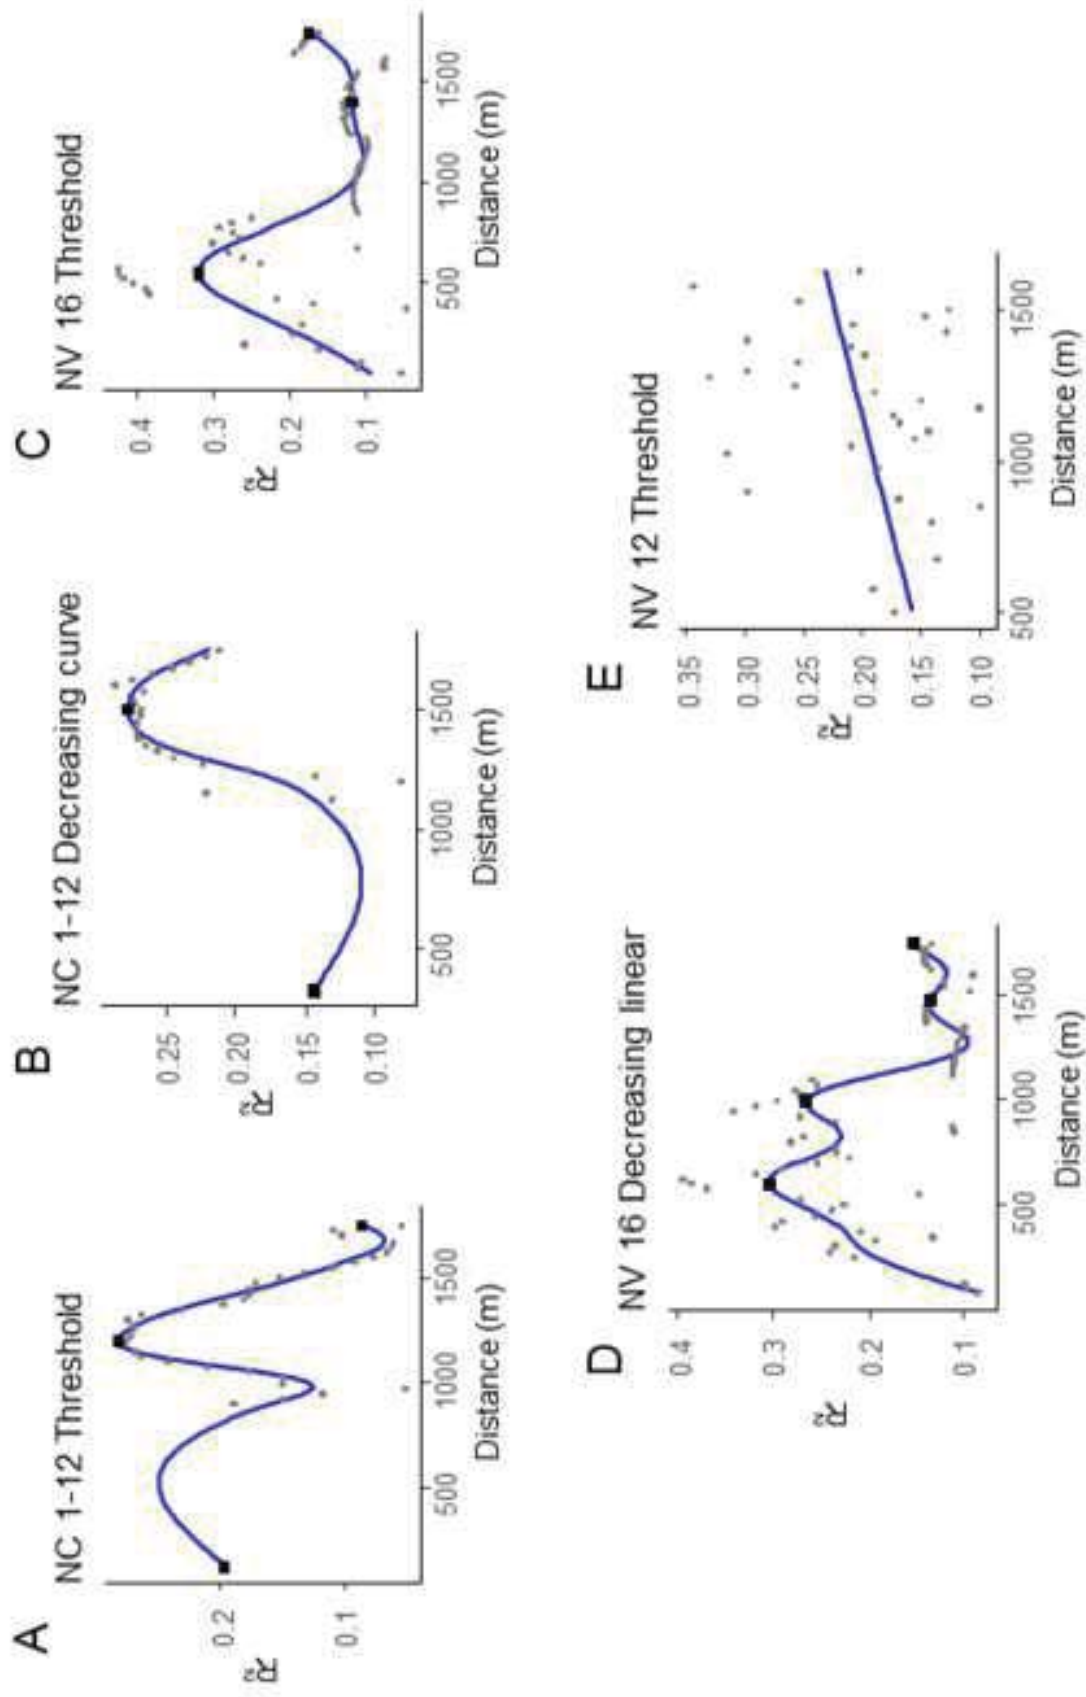 A
NC 1-12 Threshold
R²
0.2
0.1
500
1000
1500
Distance (m)
B
NC 1-12 Decreasing curve
R²
0.25
0.20
0.15
0.10
500
1000
1500
Distance (m)
C
NV 16 Threshold
R²
0.4
0.3
0.2
0.1
500
1000
1500
Distance (m)
D
NV 16 Decreasing linear
R²
0.4
0.3
0.2
0.1
500
1000
1500
Distance (m)
E
NV 12 Threshold
R²
0.35
0.30
0.25
0.20
0.15
0.10
500
1000
1500
Distance (m)